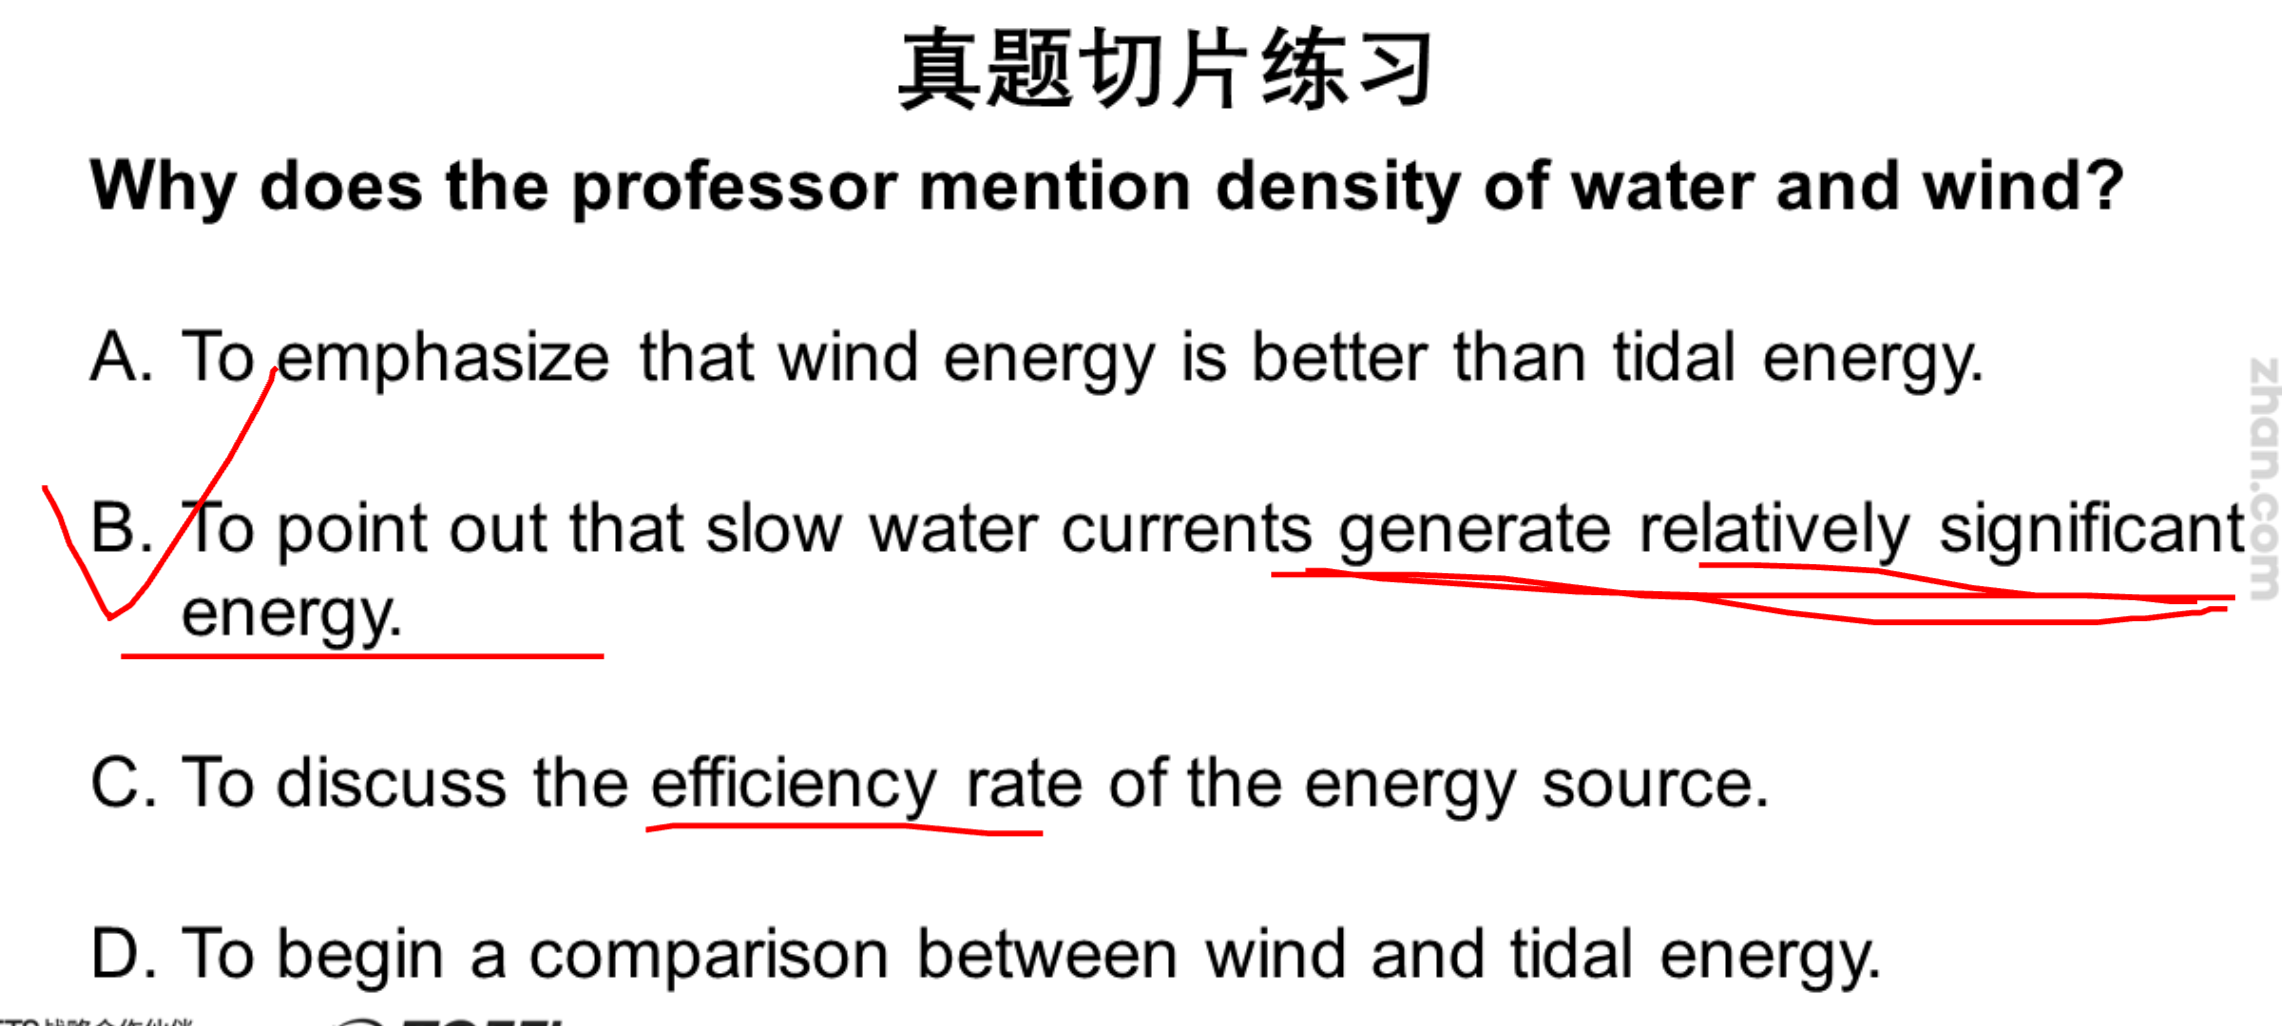 真题切片练习
Why does the professor mention density of water and wind?
A. To emphasize that wind energy is better than tidal energy.
B. To point out that slow water currents generate relatively significant
energy.
C. To discuss the efficiency rate of the energy source.
D. To begin a comparison between wind and tidal energy.
zhan.com